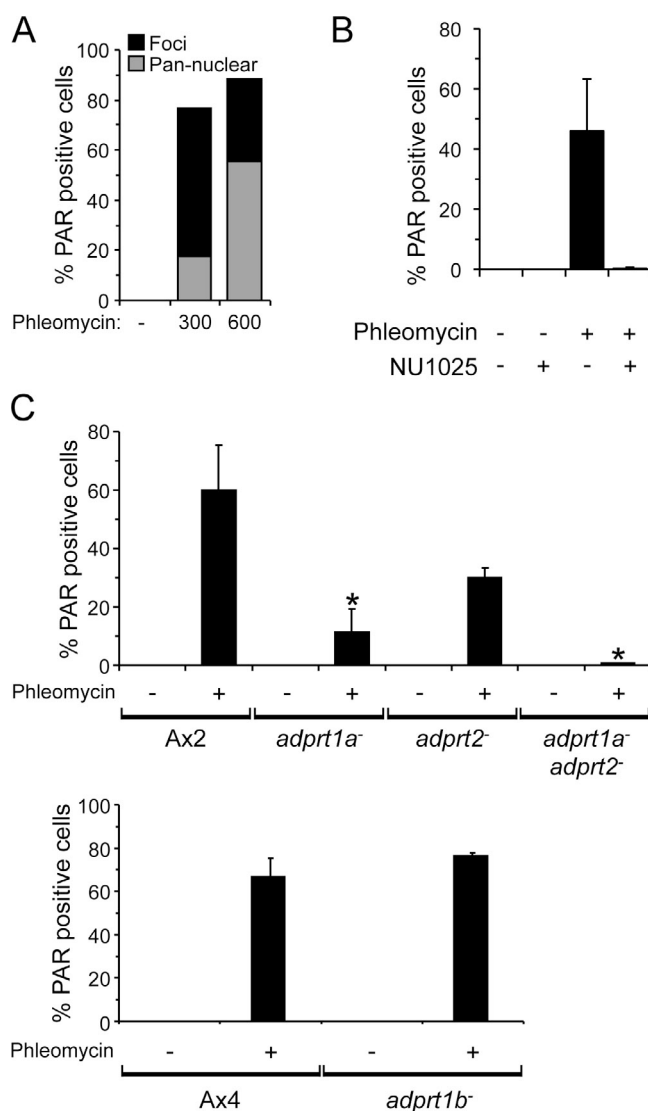 A
Foci
Pan-nuclear
100
80
60
40
20
0
% PAR positive cells
Phleomycin: - 300 600
B
80
60
40
20
0
% PAR positive cells
Phleomycin - - + +
NU1025 - + - +
C
80
60
40
20
0
% PAR positive cells
* *
Phleomycin - + - + - + - +
Ax2 adprt1a- adprt2- adprt1a-
adprt2-
100
80
60
40
20
0
% PAR positive cells
Phleomycin - + - +
Ax4 adprt1b-